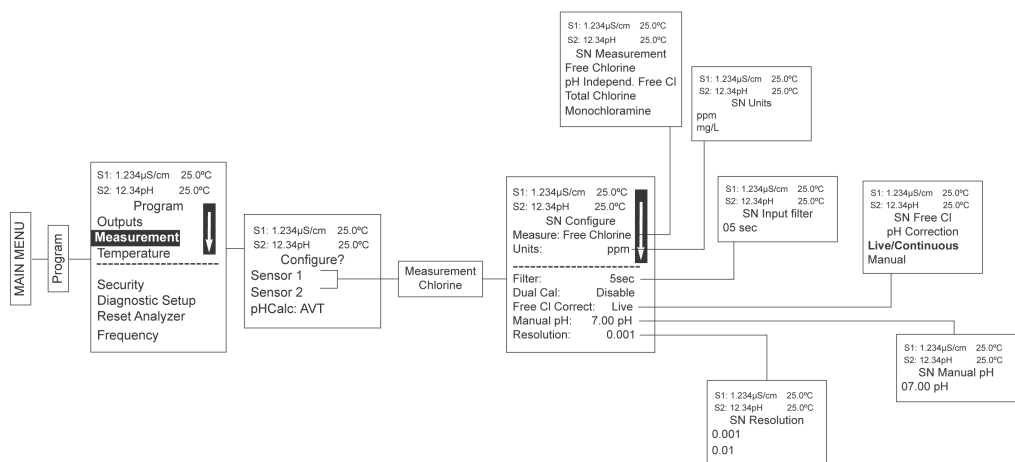 MAIN MENU
Program
S1: 1.234µS/cm 25.0ºC
S2: 12.34pH 25.0ºC
Program
Outputs
Measurement
Temperature
Security
Diagnostic Setup
Reset Analyzer
Frequency
S1: 1.234µS/cm 25.0ºC
S2: 12.34pH 25.0ºC
Configure?
Sensor 1
Sensor 2
pHCalc: AVT
Measurement
Chlorine
S1: 1.234µS/cm 25.0ºC
S2: 12.34pH 25.0ºC
SN Configure
Measure: Free Chlorine
Units: ppm
Filter: 5sec
Dual Cal: Disable
Free Cl Correct: Live
Manual pH: 7.00 pH
Resolution: 0.001
S1: 1.234µS/cm 25.0ºC
S2: 12.34pH 25.0ºC
SN Measurement
Free Chlorine
pH Independ. Free Cl
Total Chlorine
Monochloramine
S1: 1.234µS/cm 25.0ºC
S2: 12.34pH 25.0ºC
SN Units
ppm
mg/L
S1: 1.234µS/cm 25.0ºC
S2: 12.34pH 25.0ºC
SN Input filter
05 sec
S1: 1.234µS/cm 25.0ºC
S2: 12.34pH 25.0ºC
SN Free Cl
pH Correction
Live/Continuous
Manual
S1: 1.234µS/cm 25.0ºC
S2: 12.34pH 25.0ºC
SN Manual pH
07.00 pH
S1: 1.234µS/cm 25.0ºC
S2: 12.34pH 25.0ºC
SN Resolution
0.001
0.01